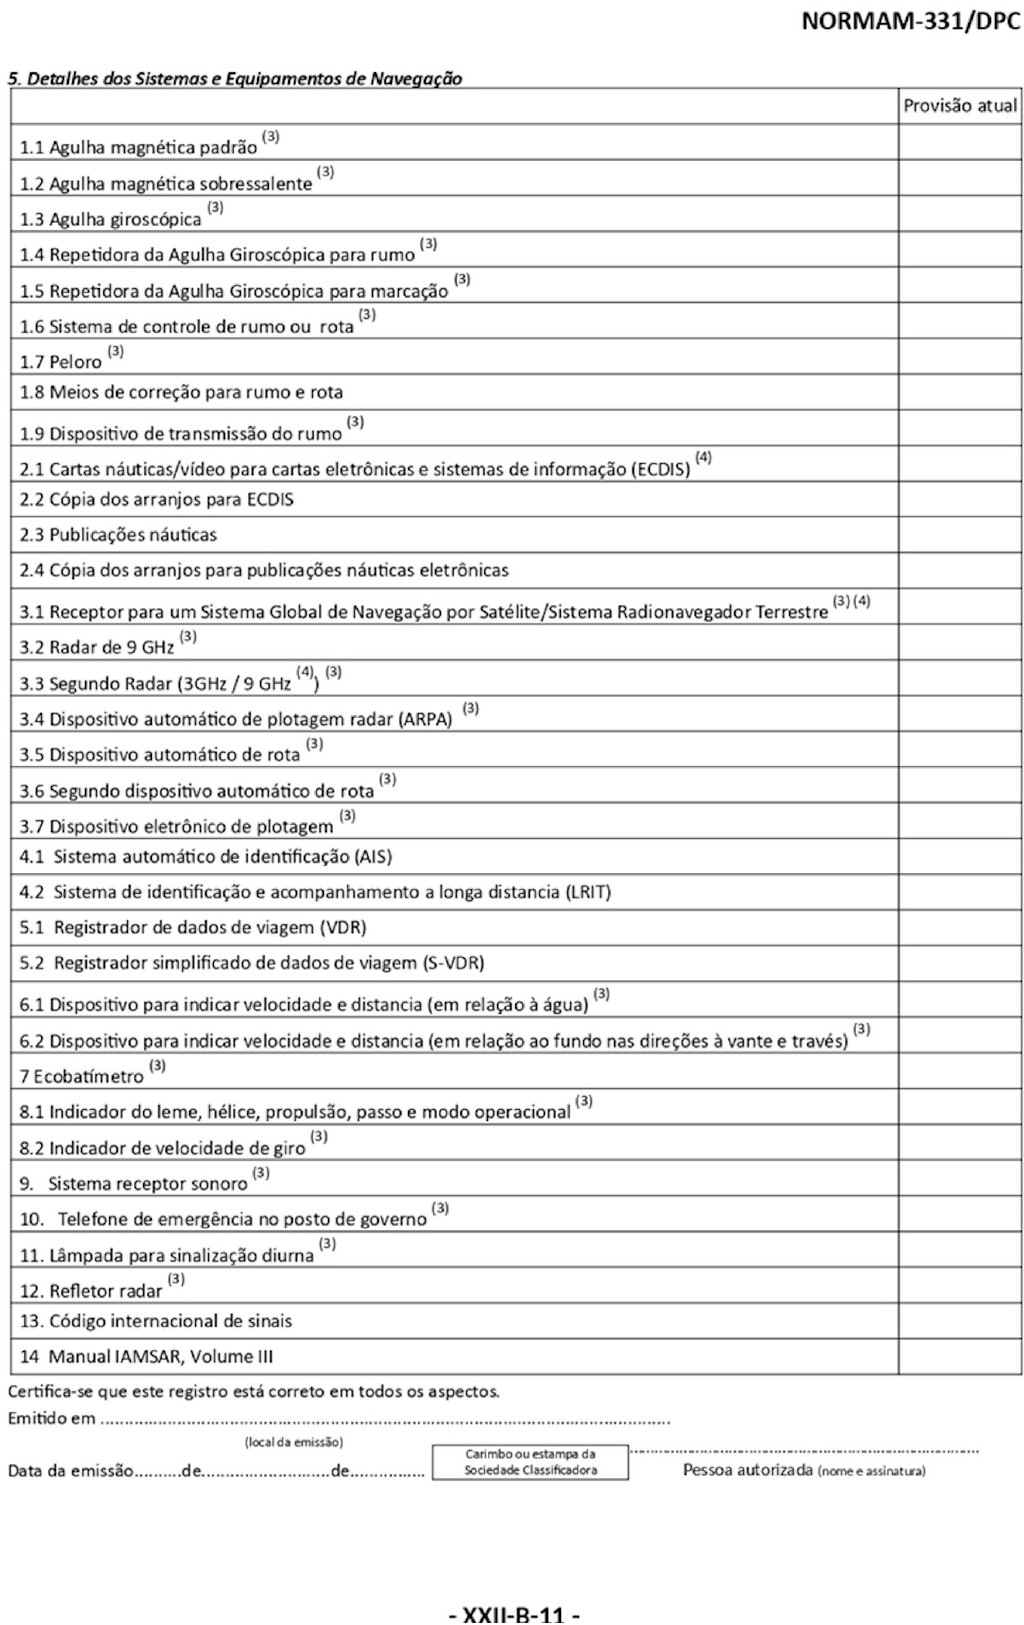 NORMAM-331/DPC
5. Detalhes dos Sistemas e Equipamentos de Navegação
Provisão atual
1.1 Agulha magnética padrão (3)
1.2 Agulha magnética sobressalente (3)
1.3 Agulha giroscópica (3)
1.4 Repetidora da Agulha Giroscópica para rumo (3)
1.5 Repetidora da Agulha Giroscópica para marcação (3)
1.6 Sistema de controle de rumo ou rota (3)
1.7 Peloro (3)
1.8 Meios de correção para rumo e rota
1.9 Dispositivo de transmissão do rumo (3)
2.1 Cartas náuticas/vídeo para cartas eletrônicas e sistemas de informação (ECDIS) (4)
2.2 Cópia dos arranjos para ECDIS
2.3 Publicações náuticas
2.4 Cópia dos arranjos para publicações náuticas eletrônicas
3.1 Receptor para um Sistema Global de Navegação por Satélite/Sistema Radionavegador Terrestre (3) (4)
3.2 Radar de 9 GHz (3)
3.3 Segundo Radar (3GHz / 9 GHz (4)) (3)
3.4 Dispositivo automático de plotagem radar (ARPA) (3)
3.5 Dispositivo automático de rota (3)
3.6 Segundo dispositivo automático de rota (3)
3.7 Dispositivo eletrônico de plotagem (3)
4.1 Sistema automático de identificação (AIS)
4.2 Sistema de identificação e acompanhamento a longa distancia (LRIT)
5.1 Registrador de dados de viagem (VDR)
5.2 Registrador simplificado de dados de viagem (S-VDR)
6.1 Dispositivo para indicar velocidade e distancia (em relação à água) (3)
6.2 Dispositivo para indicar velocidade e distancia (em relação ao fundo nas direções à vante e través) (3)
7 Ecobatímetro (3)
8.1 Indicador do leme, hélice, propulsão, passo e modo operacional (3)
8.2 Indicador de velocidade de giro (3)
9. Sistema receptor sonoro (3)
10. Telefone de emergência no posto de governo (3)
11. Lâmpada para sinalização diurna (3)
12. Refletor radar (3)
13. Código internacional de sinais
14 Manual IAMSAR, Volume III
Certifica-se que este registro está correto em todos os aspectos.
Emitido em ......................................................................................................................
(local da emissão)
Data da emissão..........de...........................de................
Carimbo ou estampa da
Sociedade Classificadora
..........................................................................
Pessoa autorizada (nome e assinatura)
- XXII-B-11 -